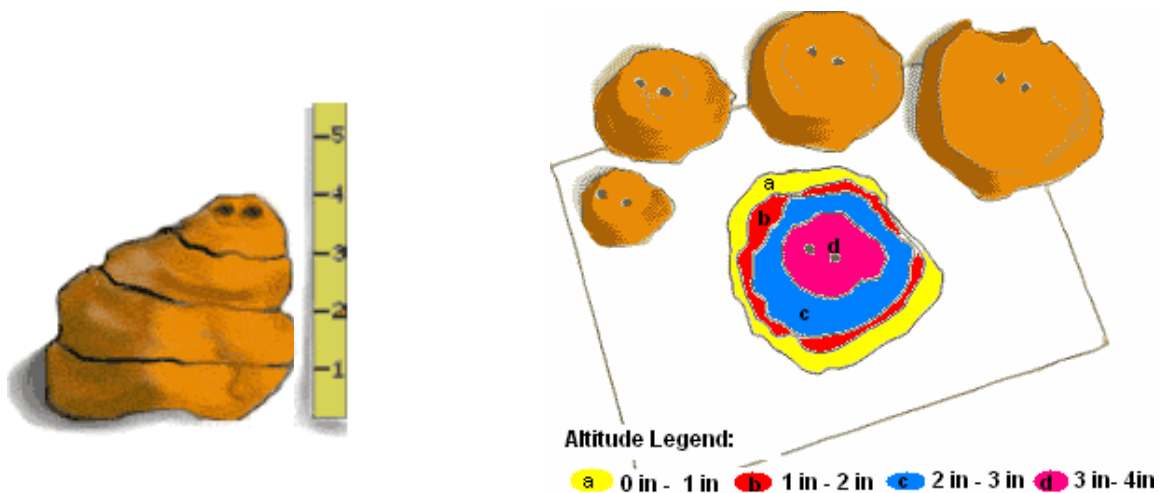 5
4
3
2
1
a
b
d
c
Altitude Legend:
a 0 in - 1 in b 1 in - 2 in c 2 in - 3 in d 3 in- 4in